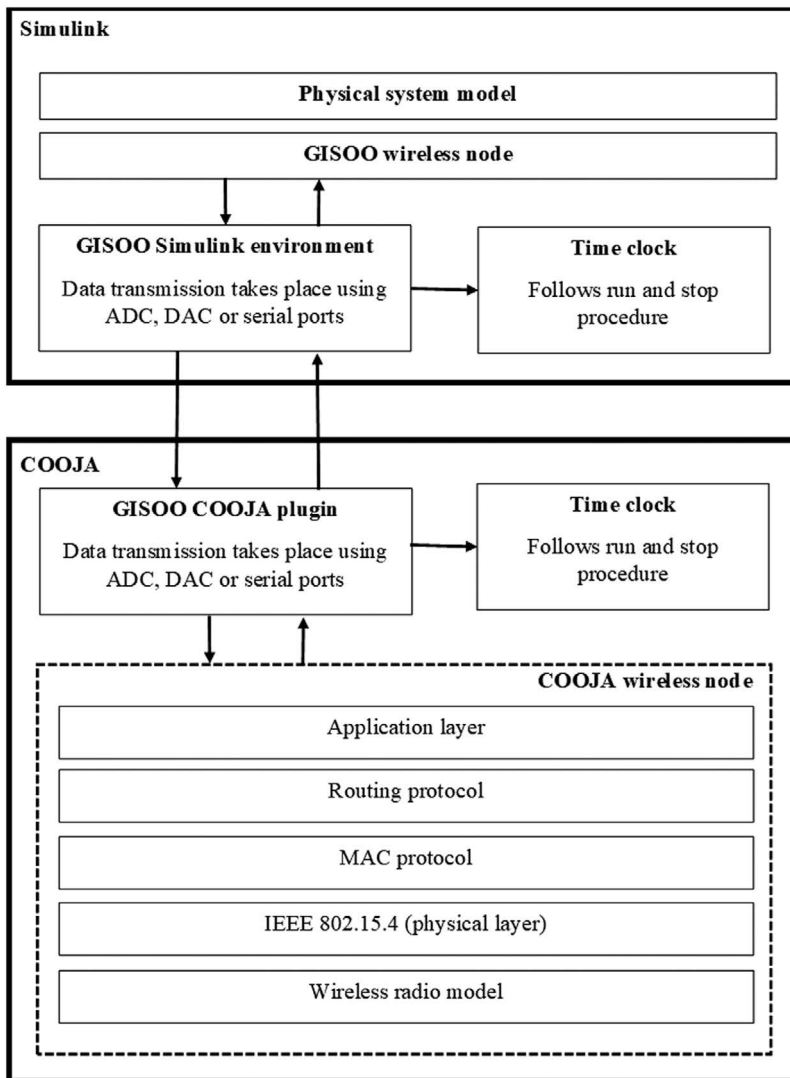 Simulink
Physical system model
GISOO wireless node
GISOO Simulink environment
Data transmission takes place using
ADC, DAC or serial ports
Time clock
Follows run and stop
procedure
COOJA
GISOO COOJA plugin
Data transmission takes place using
ADC, DAC or serial ports
Time clock
Follows run and stop
procedure
COOJA wireless node
Application layer
Routing protocol
MAC protocol
IEEE 802.15.4 (physical layer)
Wireless radio model